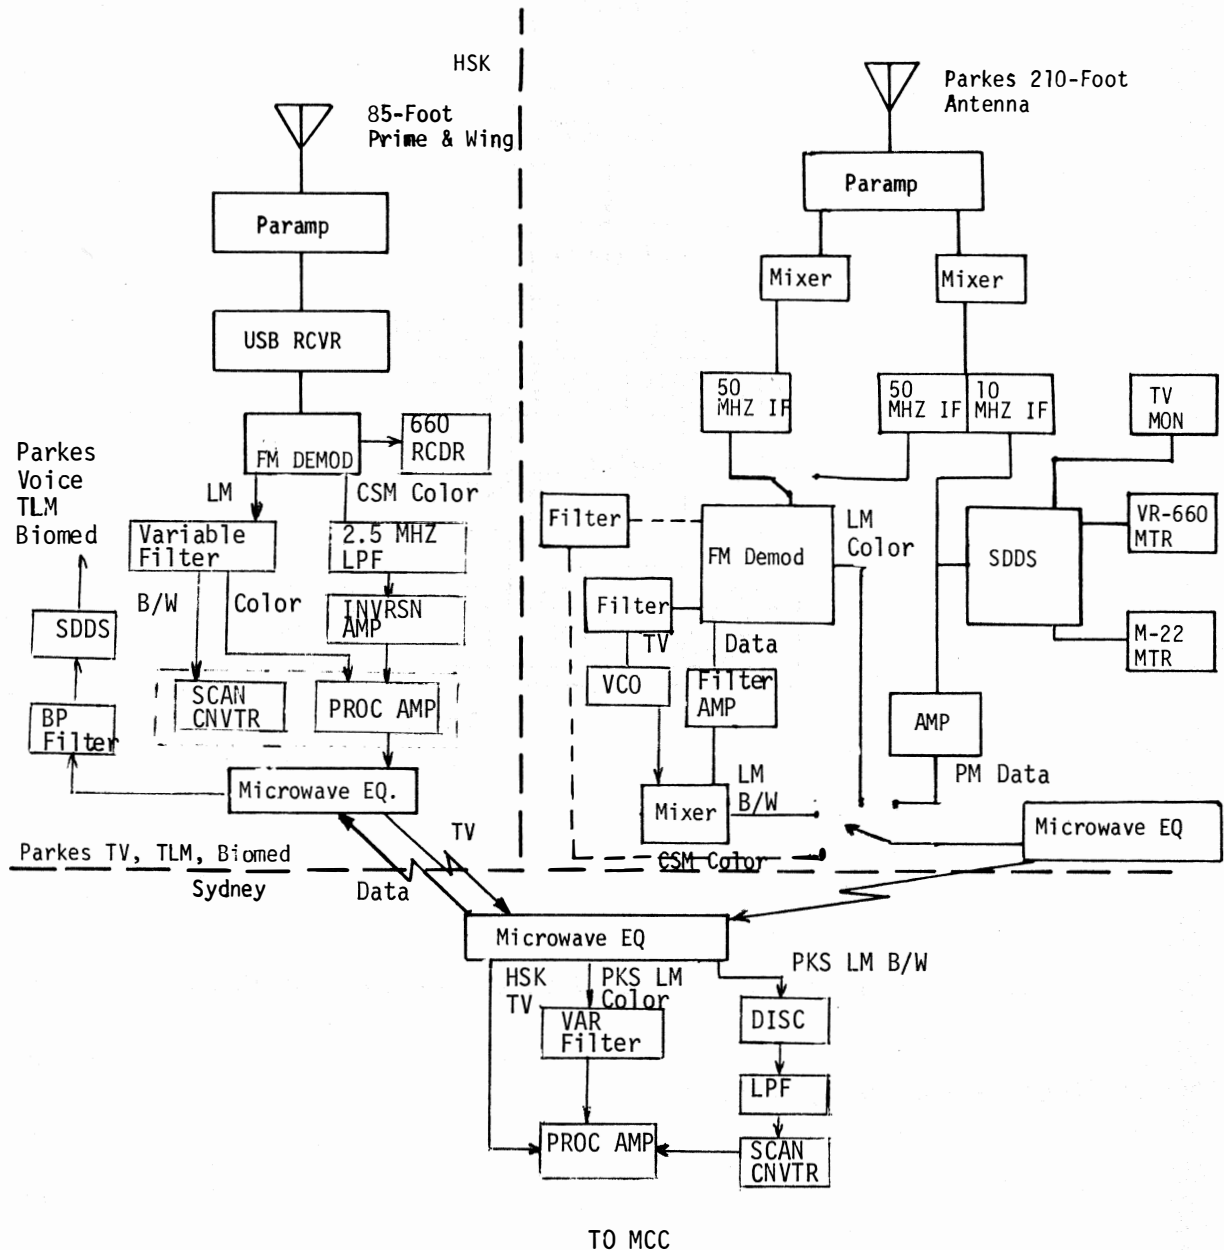 HSK
85-Foot
Prime & Wing
Paramp
USB RCVR
FM DEMOD
660
RCDR
Parkes
Voice
TLM
Biomed
LM
CSM Color
Variable
Filter
2.5 MHZ
LPF
B/W
Color
INVRSN
AMP
SDDS
SCAN
CNVTR
PROC AMP
BP
Filter
Microwave EQ.
TV
Parkes TV, TLM, Biomed
Sydney
Data
Parkes 210-Foot
Antenna
Paramp
Mixer
Mixer
50
MHZ IF
50
MHZ IF
10
MHZ IF
TV
MON
Filter
FM Demod
LM
Color
SDDS
VR-660
MTR
Filter
TV
Data
M-22
MTR
VCO
Filter
AMP
AMP
Mixer
LM
B/W
PM Data
Microwave EQ
CSM Color
Microwave EQ
HSK
TV
PKS LM
Color
PKS LM B/W
VAR
Filter
DISC
LPF
PROC AMP
SCAN
CNVTR
TO MCC